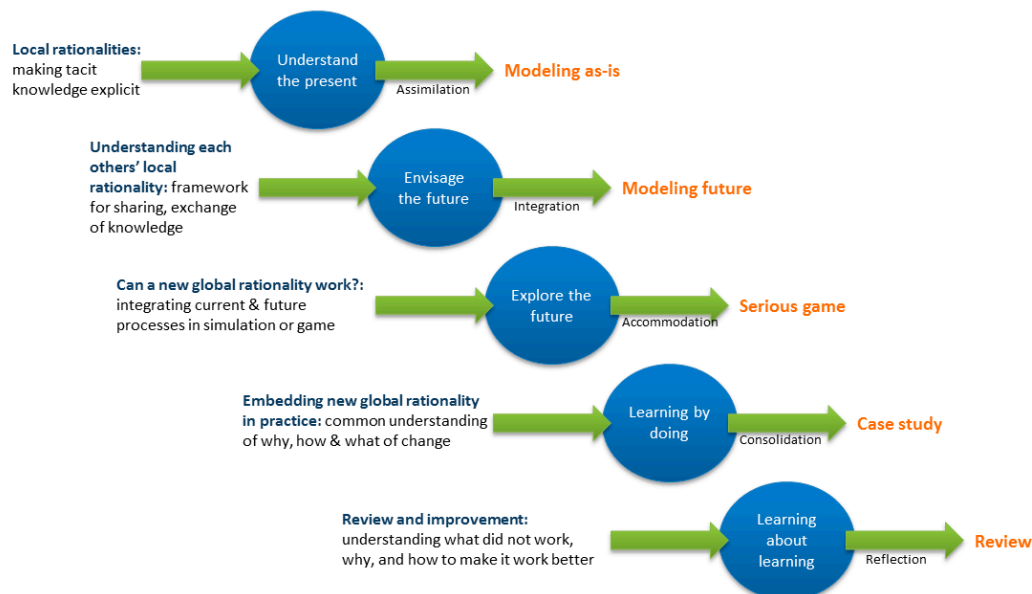 Local rationalities:
making tacit
knowledge explicit
Understand
the present
Assimilation
Modeling as-is
Understanding each
others' local
rationality: framework
for sharing, exchange
of knowledge
Envisage
the future
Integration
Modeling future
Can a new global rationality work?:
integrating current & future
processes in simulation or game
Explore the
future
Accommodation
Serious game
Embedding new global rationality
in practice: common understanding
of why, how & what of change
Learning by
doing
Consolidation
Case study
Review and improvement:
understanding what did not work,
why, and how to make it work better
Learning
about
learning
Reflection
Review